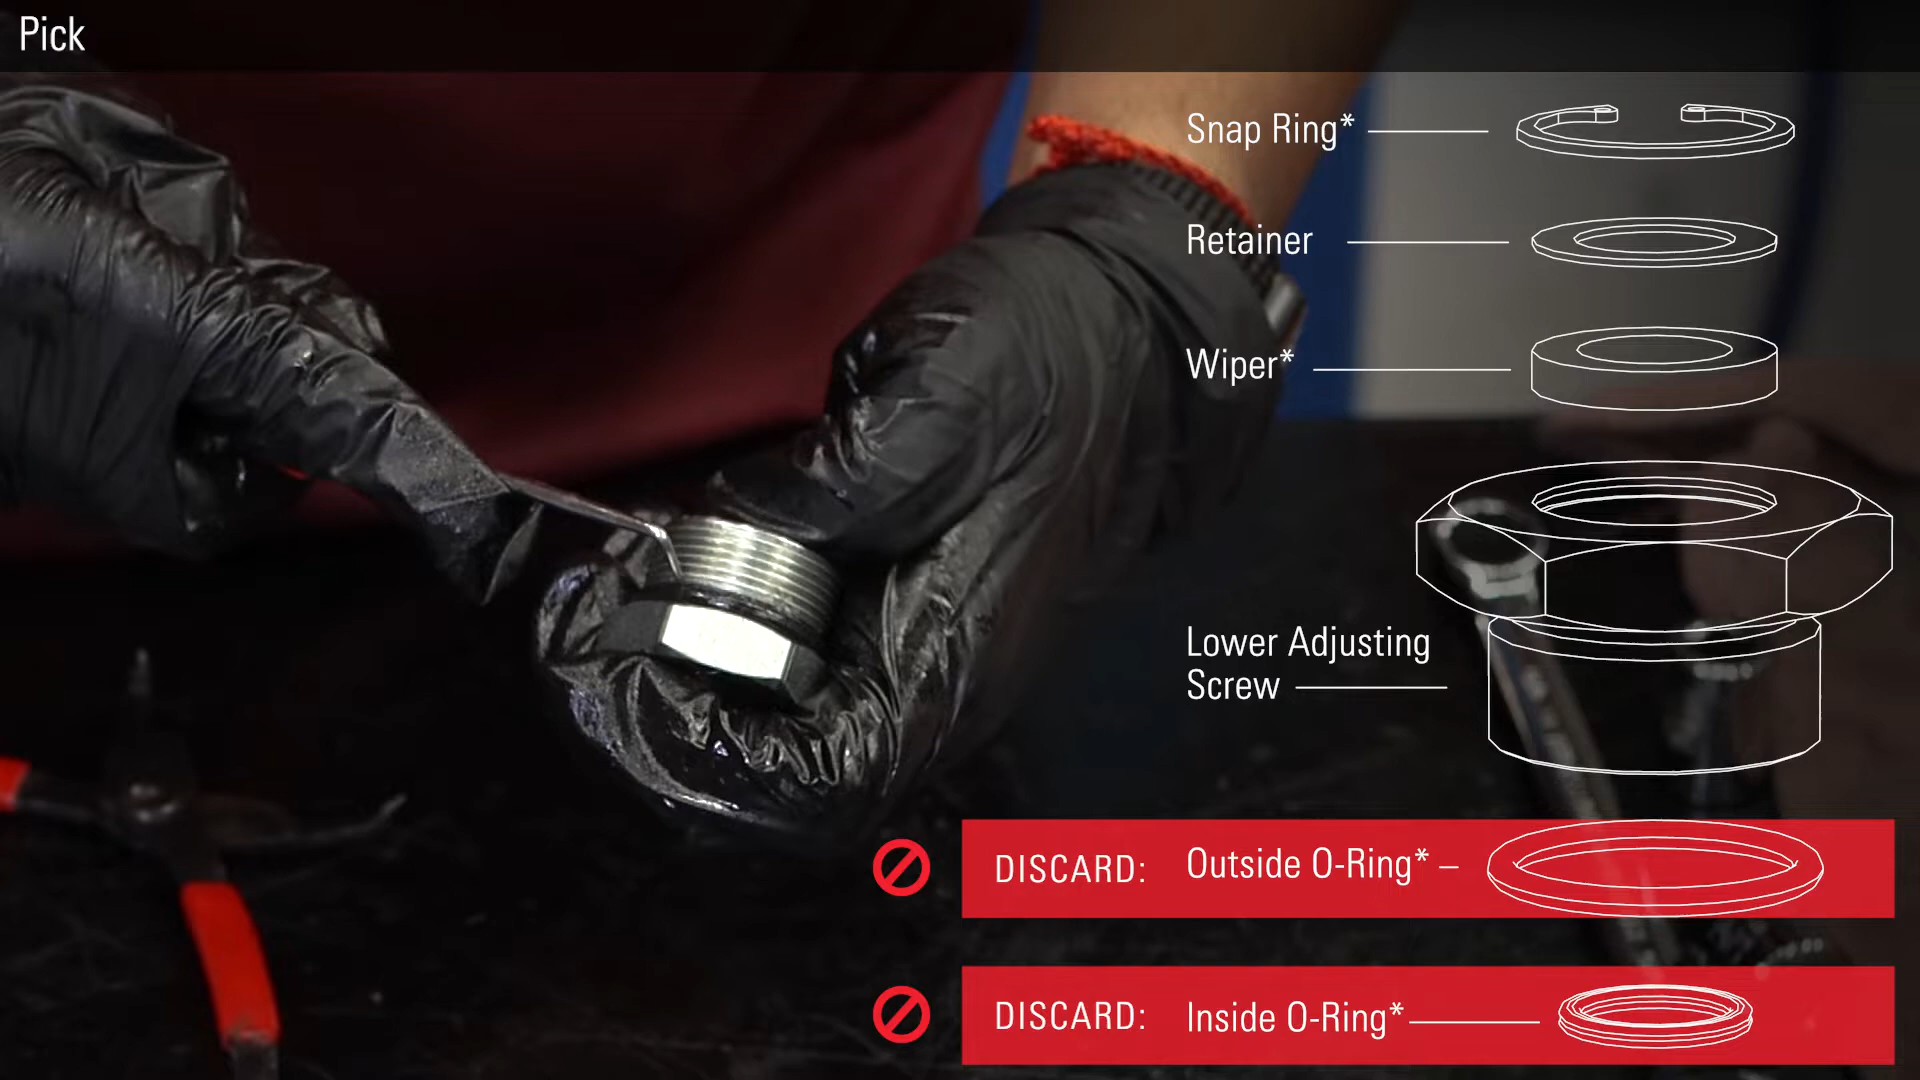 Pick
Snap Ring*
Retainer
Wiper*
Lower Adjusting
Screw
DISCARD: Outside O-Ring*
DISCARD: Inside O-Ring*